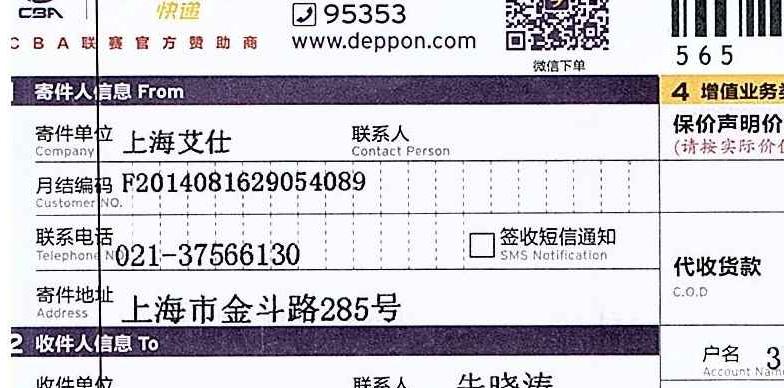 CBA 快递 95353
CBA联赛官方赞助商 www.deppon.com
微信下单
565
寄件人信息 From
4 增值业务
寄件单位 上海艾仕 联系人
Company Contact Person
保价声明价
(请按实际价
月结编码 F2014081629054089
Customer NO.
联系电话 021-37566130 签收短信通知
Telephone NO SMS Notification
代收货款
C.O.D
寄件地址 上海市金斗路285号
Address
2 收件人信息 To
户名 3
Account Name
收件单位 联系人 牛晓涛